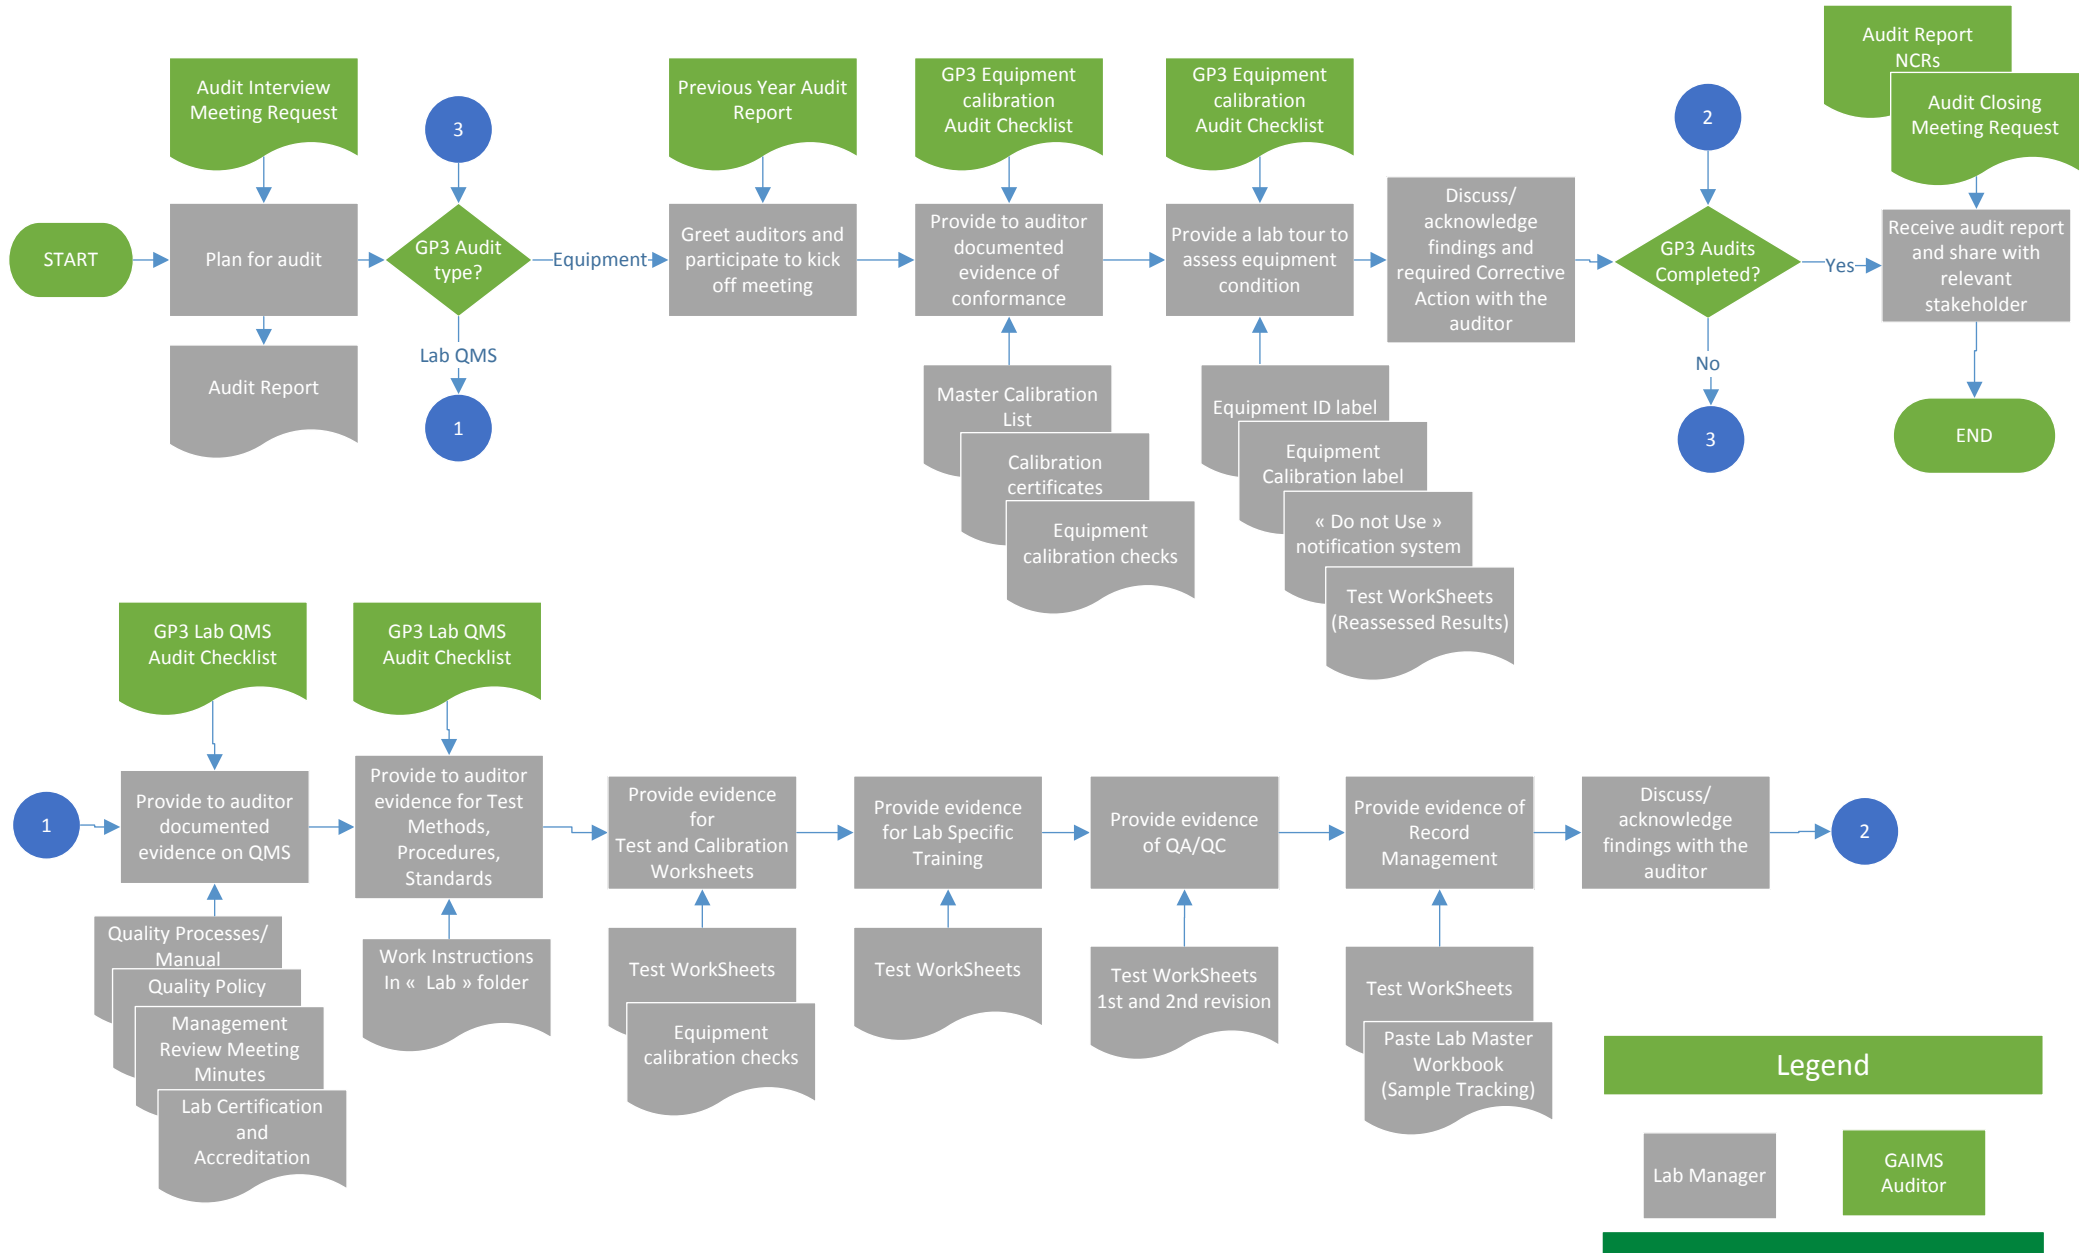 START
Audit Interview
Meeting Request
Plan for audit
Audit Report
3
GP3 Audit
type?
Lab QMS
1
Equipment
Previous Year Audit
Report
Greet auditors and
participate to kick
off meeting
GP3 Equipment
calibration
Audit Checklist
Provide to auditor
documented
evidence of
conformance
Master Calibration
List
Calibration
certificates
Equipment
calibration checks
GP3 Equipment
calibration
Audit Checklist
Provide a lab tour to
assess equipment
condition
Equipment ID label
Equipment
Calibration label
« Do not Use »
notification system
Test WorkSheets
(Reassessed Results)
Discuss/
acknowledge
findings and
required Corrective
Action with the
auditor
2
GP3 Audits
Completed?
No
3
Yes
Audit Report
NCRs
Audit Closing
Meeting Request
Receive audit report
and share with
relevant
stakeholder
END
1
GP3 Lab QMS
Audit Checklist
Provide to auditor
documented
evidence on QMS
Quality Processes/
Manual
Quality Policy
Management
Review Meeting
Minutes
Lab Certification
and
Accreditation
GP3 Lab QMS
Audit Checklist
Provide to auditor
evidence for Test
Methods,
Procedures,
Standards
Work Instructions
In «  Lab » folder
Provide evidence
for
Test and Calibration
Worksheets
Test WorkSheets
Equipment
calibration checks
Provide evidence
for Lab Specific
Training
Test WorkSheets
Provide evidence
of QA/QC
Test WorkSheets
1st and 2nd revision
Provide evidence of
Record
Management
Test WorkSheets
Paste Lab Master
Workbook
(Sample Tracking)
Discuss/
acknowledge
findings with the
auditor
2
Legend
Lab Manager
GAIMS
Auditor